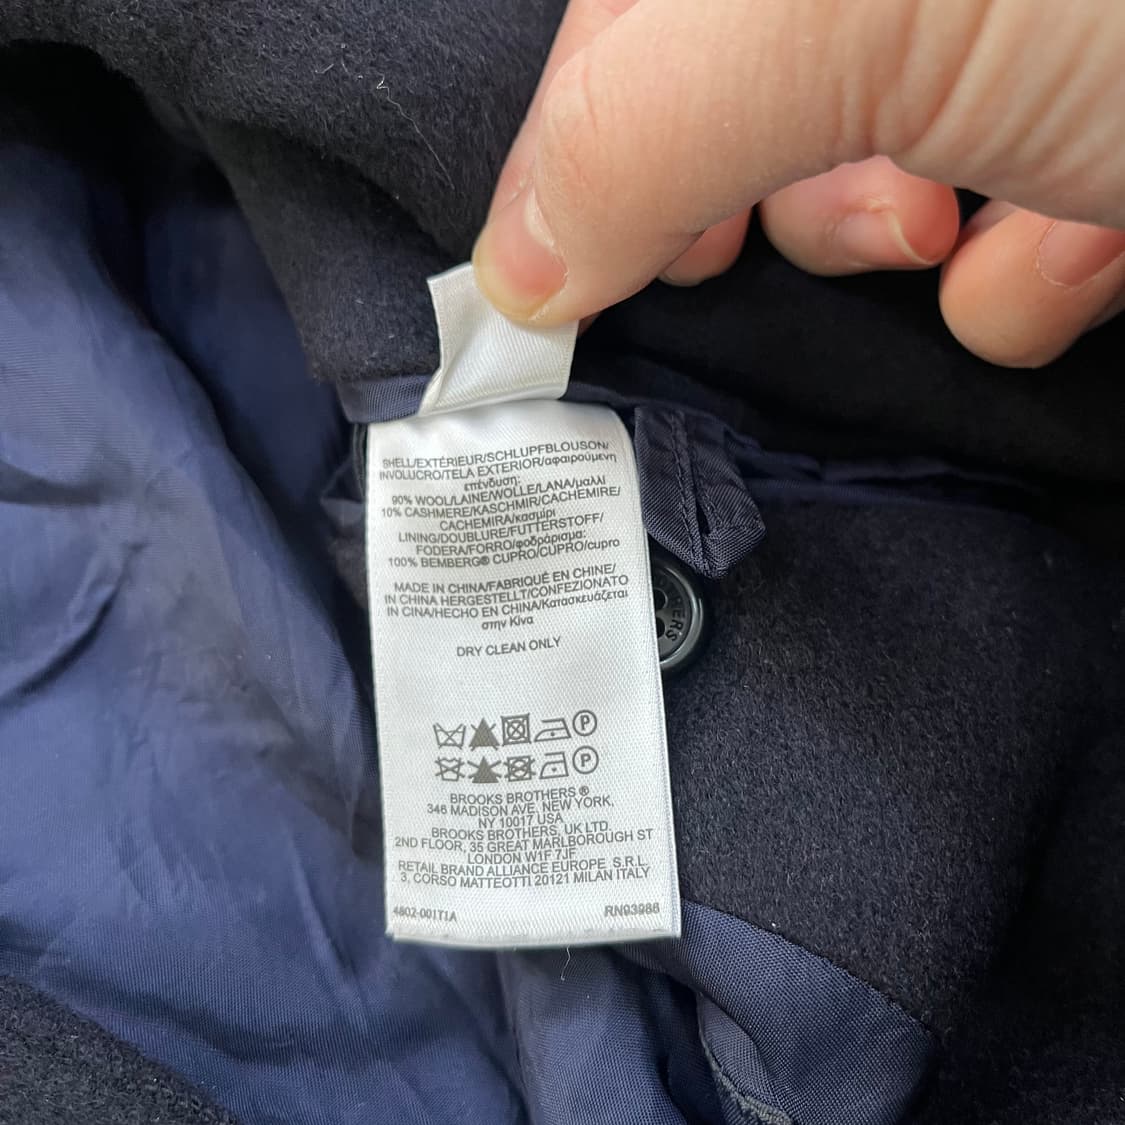 SHELL/EXTÉRIEUR/SCHLUPFBLOUSON/
INVOLUCRO/TELA EXTERIOR/αφαιρούμενη
επένδυση:
90% WOOL/LAINE/WOLLE/LANA/μαλλί
10% CASHMERE/KASCHMIR/CACHEMIRE/
CACHEMIRA/κασμίρι
LINING/DOUBLURE/FUTTERSTOFF/
FODERA/FORRO/φοδράρισμα:
100% BEMBERG® CUPRO/CUPRO/cupro
MADE IN CHINA/FABRIQUÉ EN CHINE/
IN CHINA HERGESTELLT/CONFEZIONATO
IN CINA/HECHO EN CHINA/Κατασκευάζεται
στην Κίνα
DRY CLEAN ONLY
P
P
BROOKS BROTHERS ®
346 MADISON AVE, NEW YORK,
NY 10017 USA
BROOKS BROTHERS, UK LTD.
2ND FLOOR, 35 GREAT MARLBOROUGH ST
LONDON W1F 7JF
RETAIL BRAND ALLIANCE EUROPE S.R.L.
3, CORSO MATTEOTTI 20121 MILAN ITALY
4802-001T1A RN93986